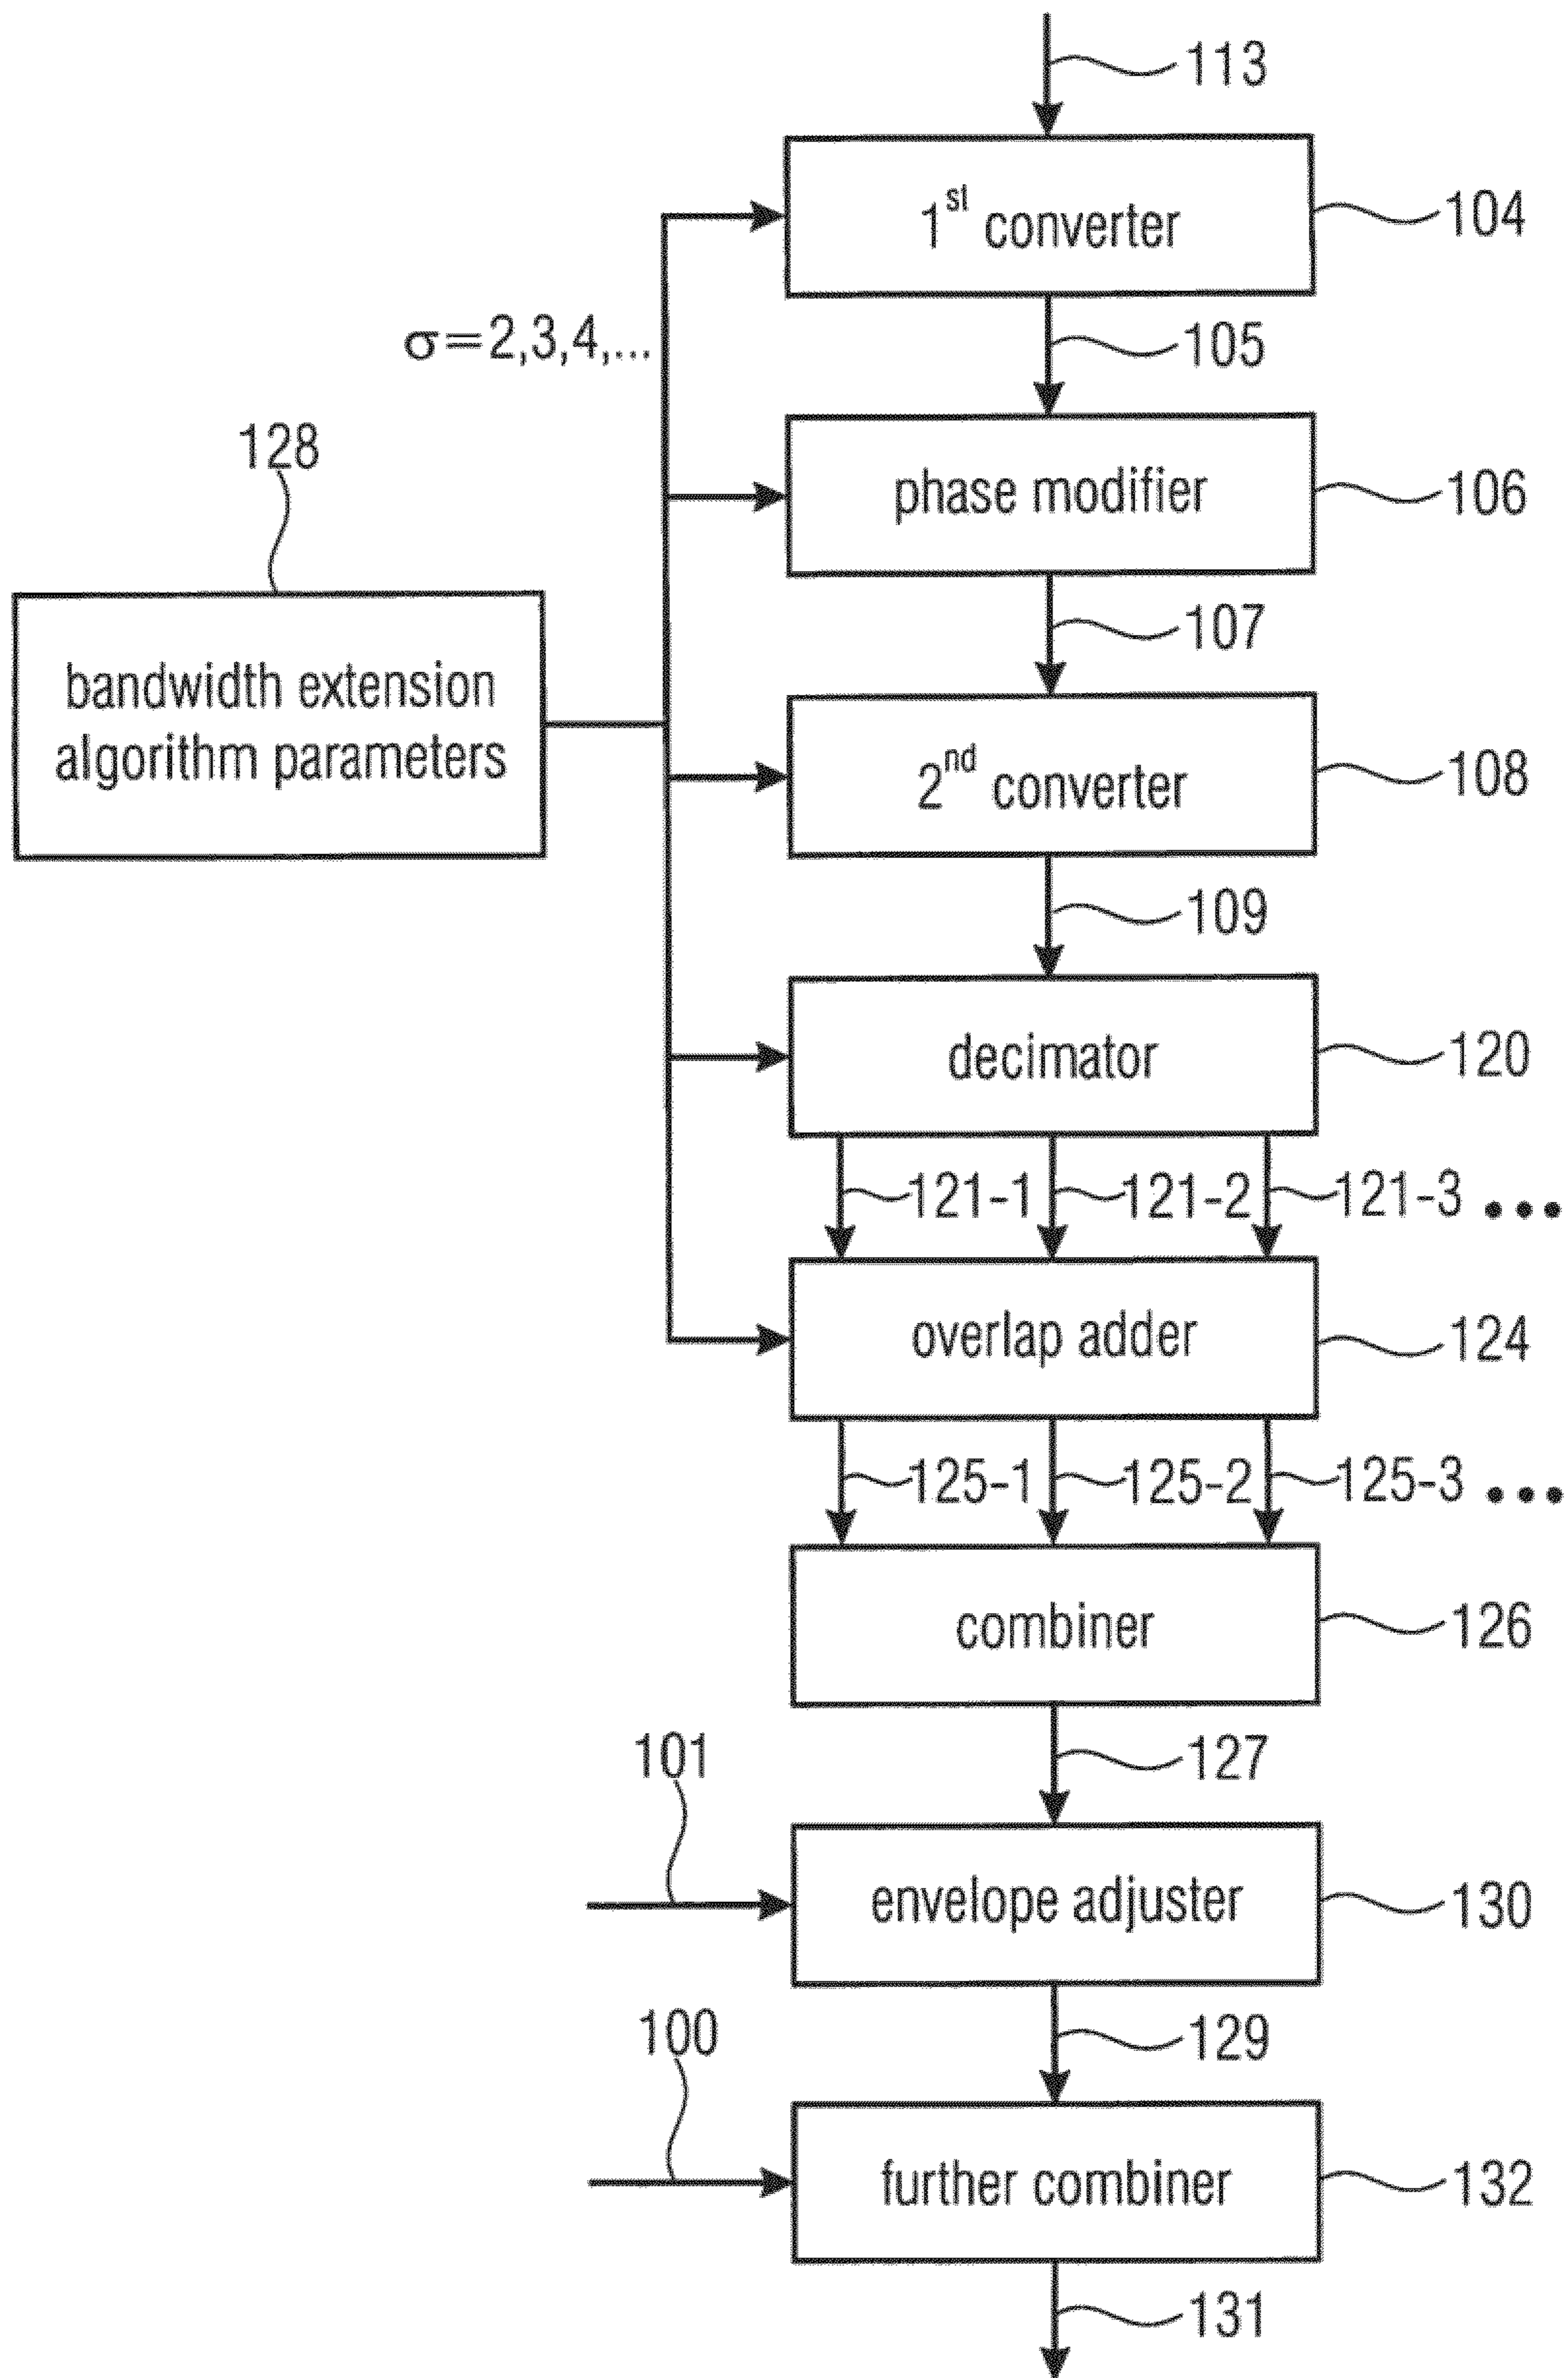 113
1st converter
104
σ=2,3,4,...
105
128
phase modifier
106
107
bandwidth extension
algorithm parameters
2nd converter
108
109
decimator
120
121-1 121-2 121-3 ...
overlap adder
124
125-1 125-2 125-3 ...
combiner
126
101
127
envelope adjuster
130
100
129
further combiner
132
131